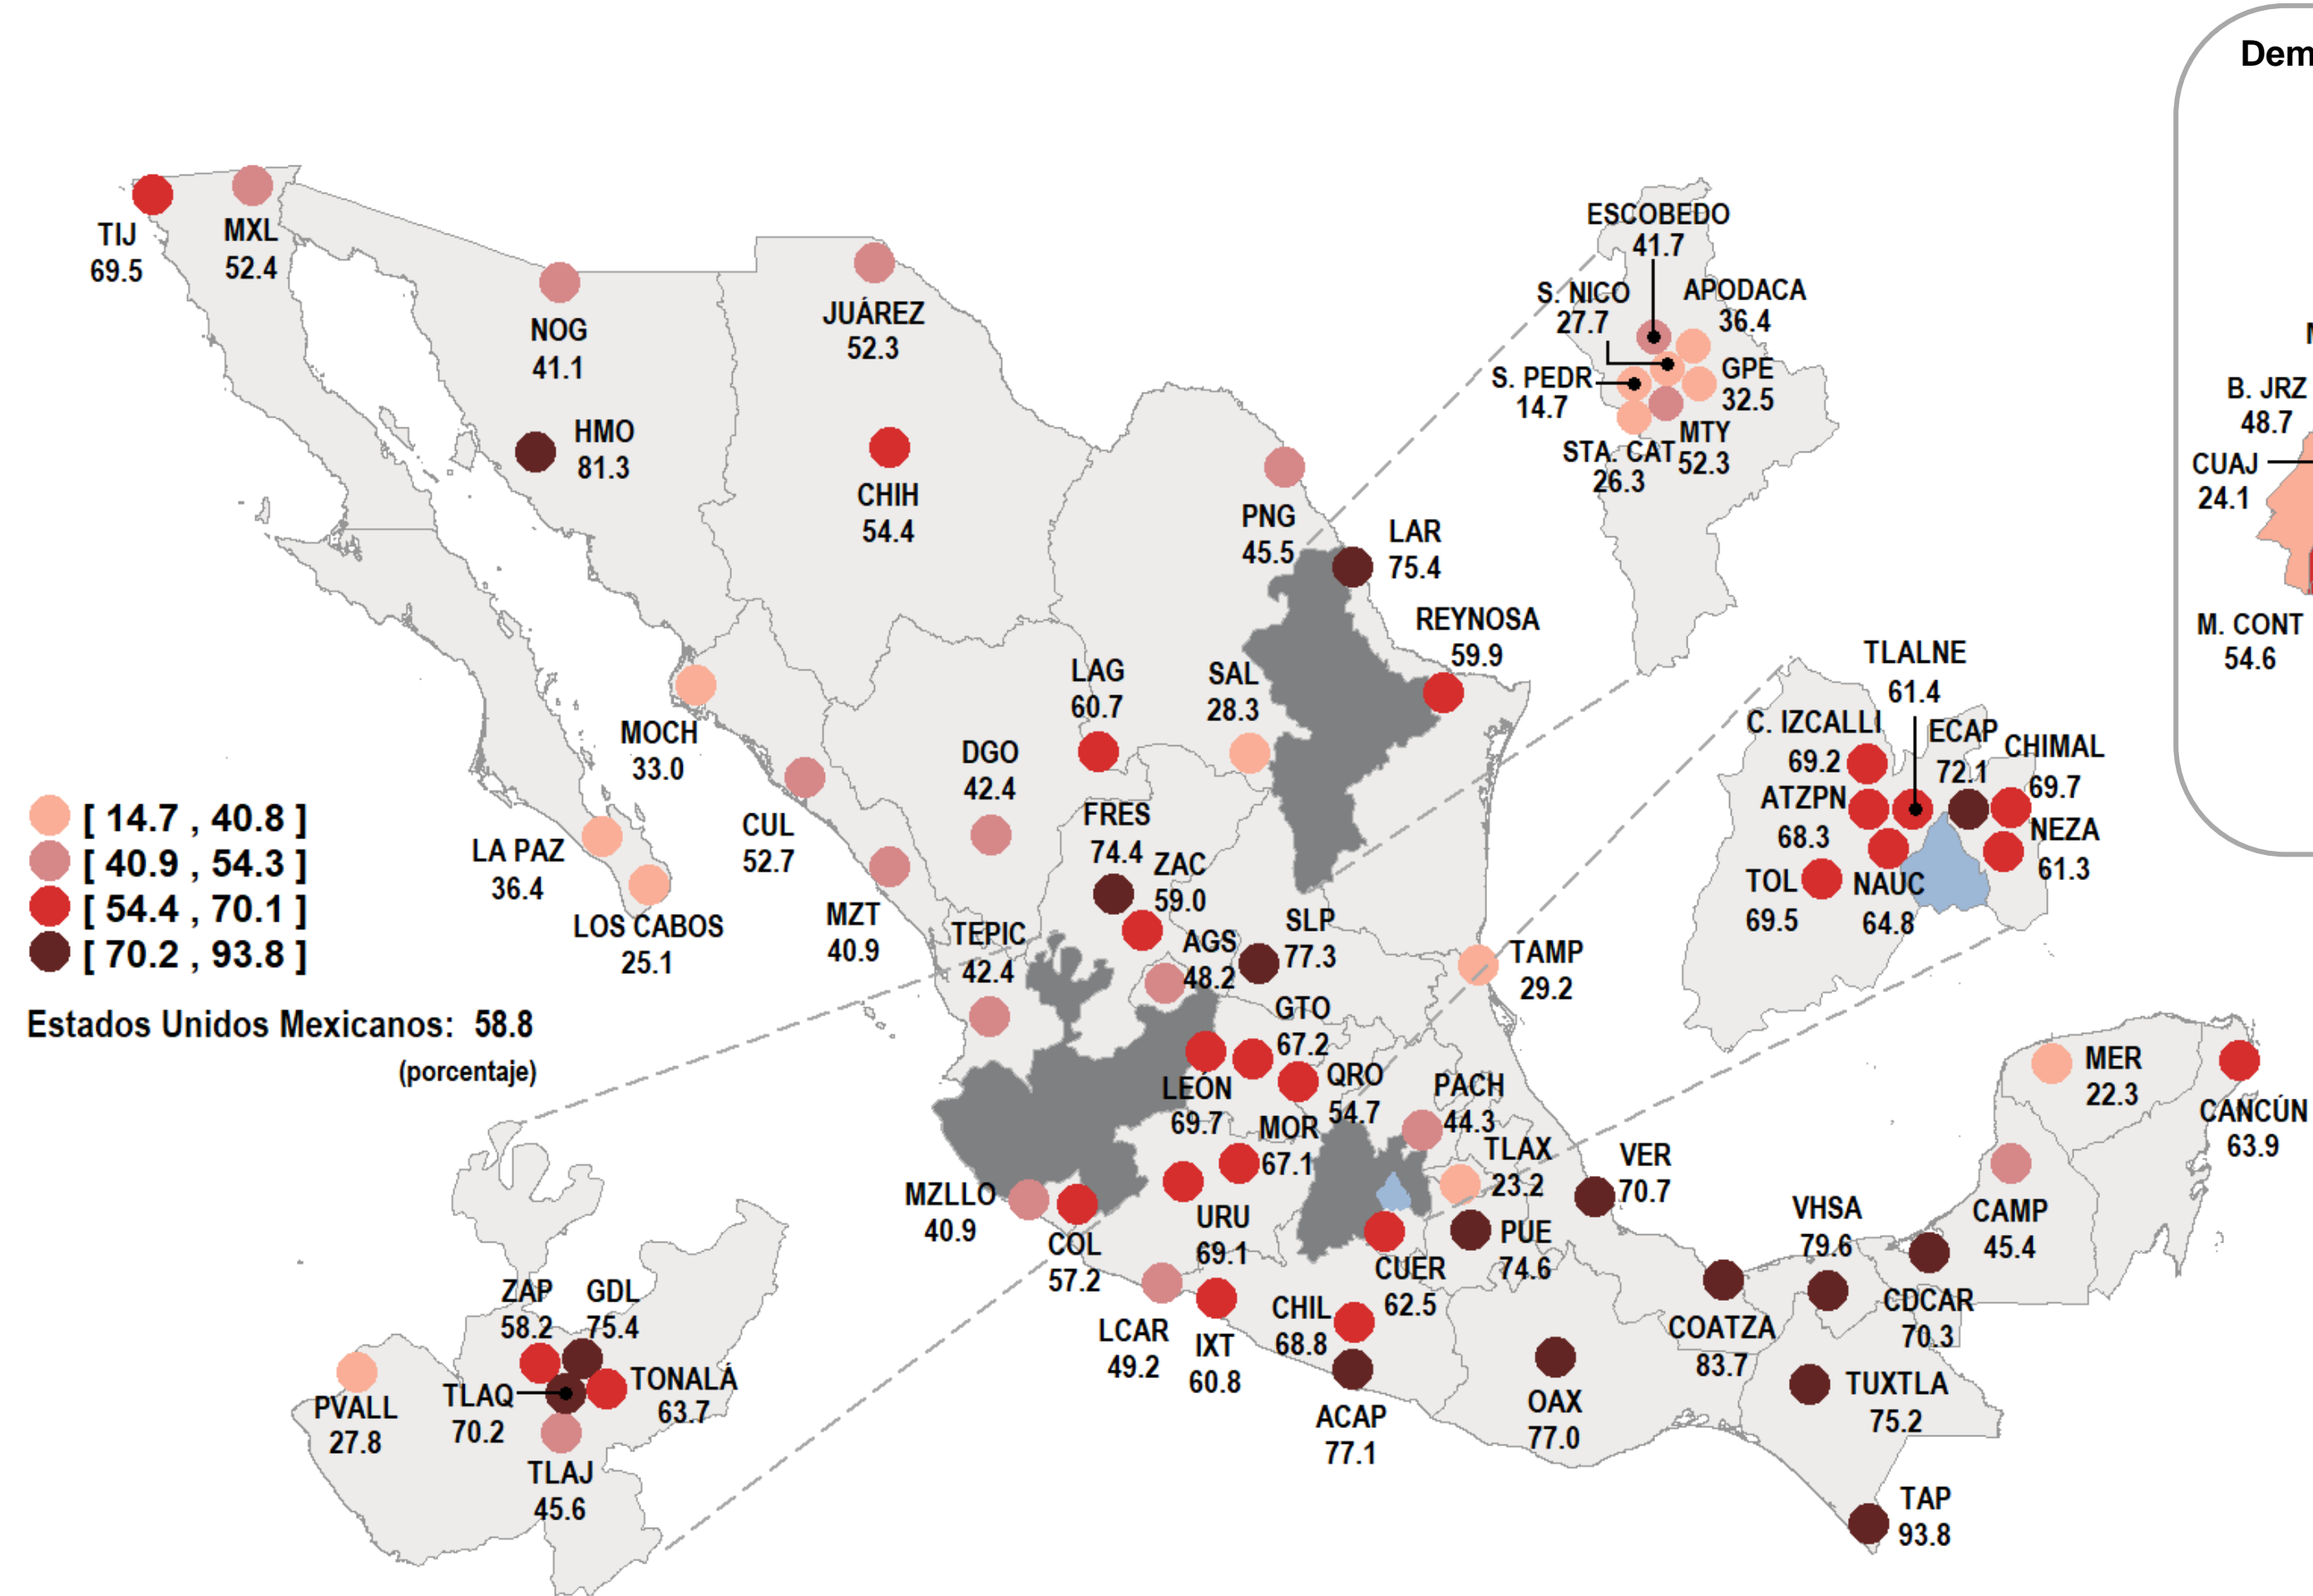 Dem
TIJ
69.5
MXL
52.4
NOG
41.1
HMO
81.3
JUÁREZ
52.3
CHIH
54.4
ESCOBEDO
41.7
S. NICO
27.7
APODACA
36.4
S. PEDR
14.7
GPE
32.5
MTY
52.3
STA. CAT
26.3
B. JRZ
48.7
CUAJ
24.1
M. CONT
54.6
PNG
45.5
LAR
75.4
REYNOSA
59.9
LAG
60.7
SAL
28.3
MOCH
33.0
DGO
42.4
CUL
52.7
LA PAZ
36.4
LOS CABOS
25.1
MZT
40.9
FRES
74.4
ZAC
59.0
TEPIC
42.4
AGS
48.2
SLP
77.3
TAMP
29.2
TLALNE
61.4
C. IZCALLI
69.2
ECAP
72.1
CHIMAL
69.7
ATZPN
68.3
NEZA
61.3
TOL
69.5
NAUC
64.8
[ 14.7 , 40.8 ]
[ 40.9 , 54.3 ]
[ 54.4 , 70.1 ]
[ 70.2 , 93.8 ]
Estados Unidos Mexicanos: 58.8
(porcentaje)
GTO
67.2
LEÓN
69.7
QRO
54.7
PACH
44.3
MOR
67.1
TLAX
23.2
MZLLO
40.9
COL
57.2
URU
69.1
CUER
62.5
PUE
74.6
VER
70.7
LCAR
49.2
IXT
60.8
CHIL
68.8
ACAP
77.1
OAX
77.0
COATZA
83.7
VHSA
79.6
CDCAR
70.3
CAMP
45.4
MER
22.3
CANCÚN
63.9
TUXTLA
75.2
TAP
93.8
ZAP
58.2
GDL
75.4
TONALÁ
63.7
TLAQ
70.2
PVALL
27.8
TLAJ
45.6